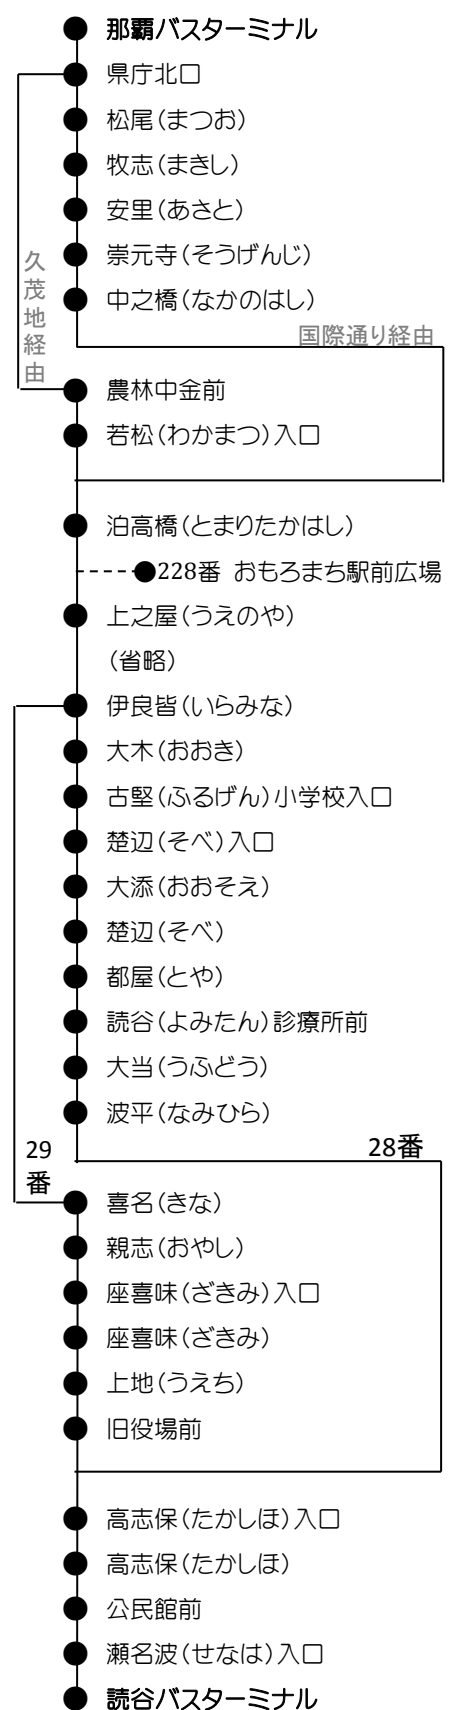 那覇バスターミナル
県庁北口
松尾(まつお)
牧志(まきし)
安里(あさと)
崇元寺(そうげんじ)
中之橋(なかのはし)
久茂地経由
国際通り経由
農林中金前
若松(わかまつ)入口
泊高橋(とまりたかはし)
228番 おもろまち駅前広場
上之屋(うえのや)
(省略)
伊良皆(いらみな)
大木(おおき)
古堅(ふるげん)小学校入口
楚辺(そべ)入口
大添(おおそえ)
楚辺(そべ)
都屋(とや)
読谷(よみたん)診療所前
大当(うふどう)
波平(なみひら)
29番
28番
喜名(きな)
親志(おやし)
座喜味(ざきみ)入口
座喜味(ざきみ)
上地(うえち)
旧役場前
高志保(たかしほ)入口
高志保(たかしほ)
公民館前
瀬名波(せなは)入口
読谷バスターミナル